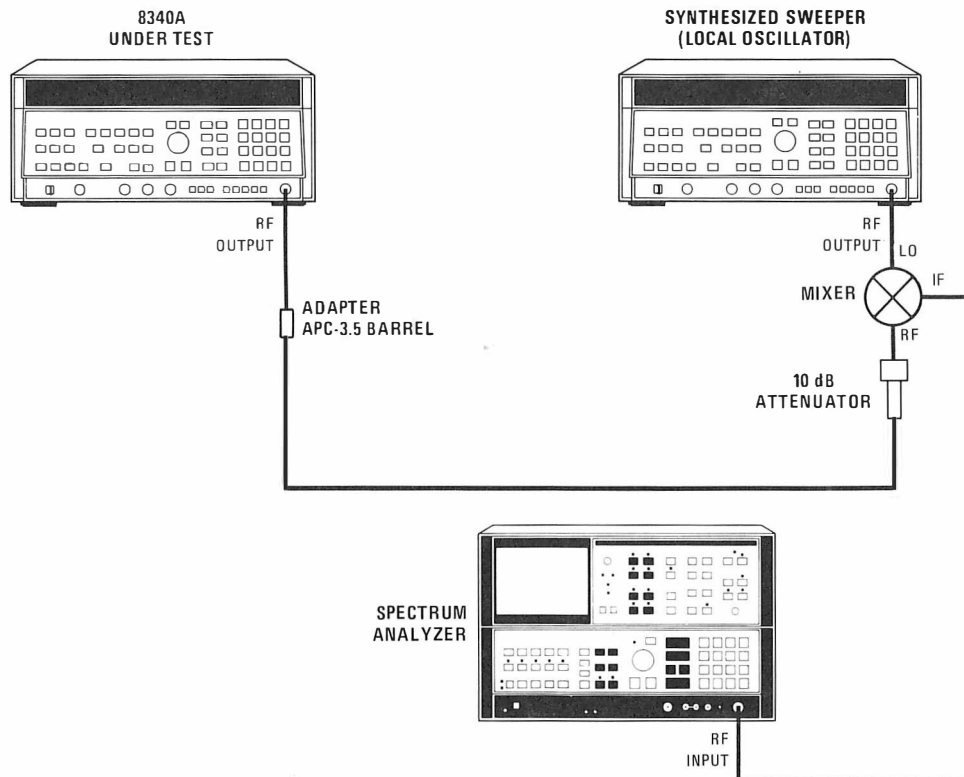 8340A
UNDER TEST
SYNTHESIZED SWEEPER
(LOCAL OSCILLATOR)
RF
OUTPUT
RF
OUTPUT
LO
MIXER
IF
RF
ADAPTER
APC-3.5 BARREL
10 dB
ATTENUATOR
SPECTRUM
ANALYZER
RF
INPUT